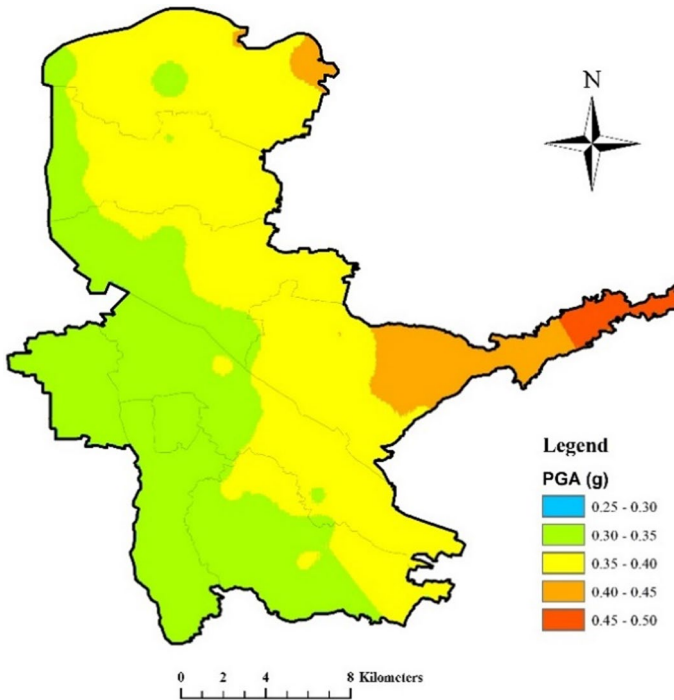 N
Legend
PGA (g)
0.25 - 0.30
0.30 - 0.35
0.35 - 0.40
0.40 - 0.45
0.45 - 0.50
0 2 4 8 Kilometers